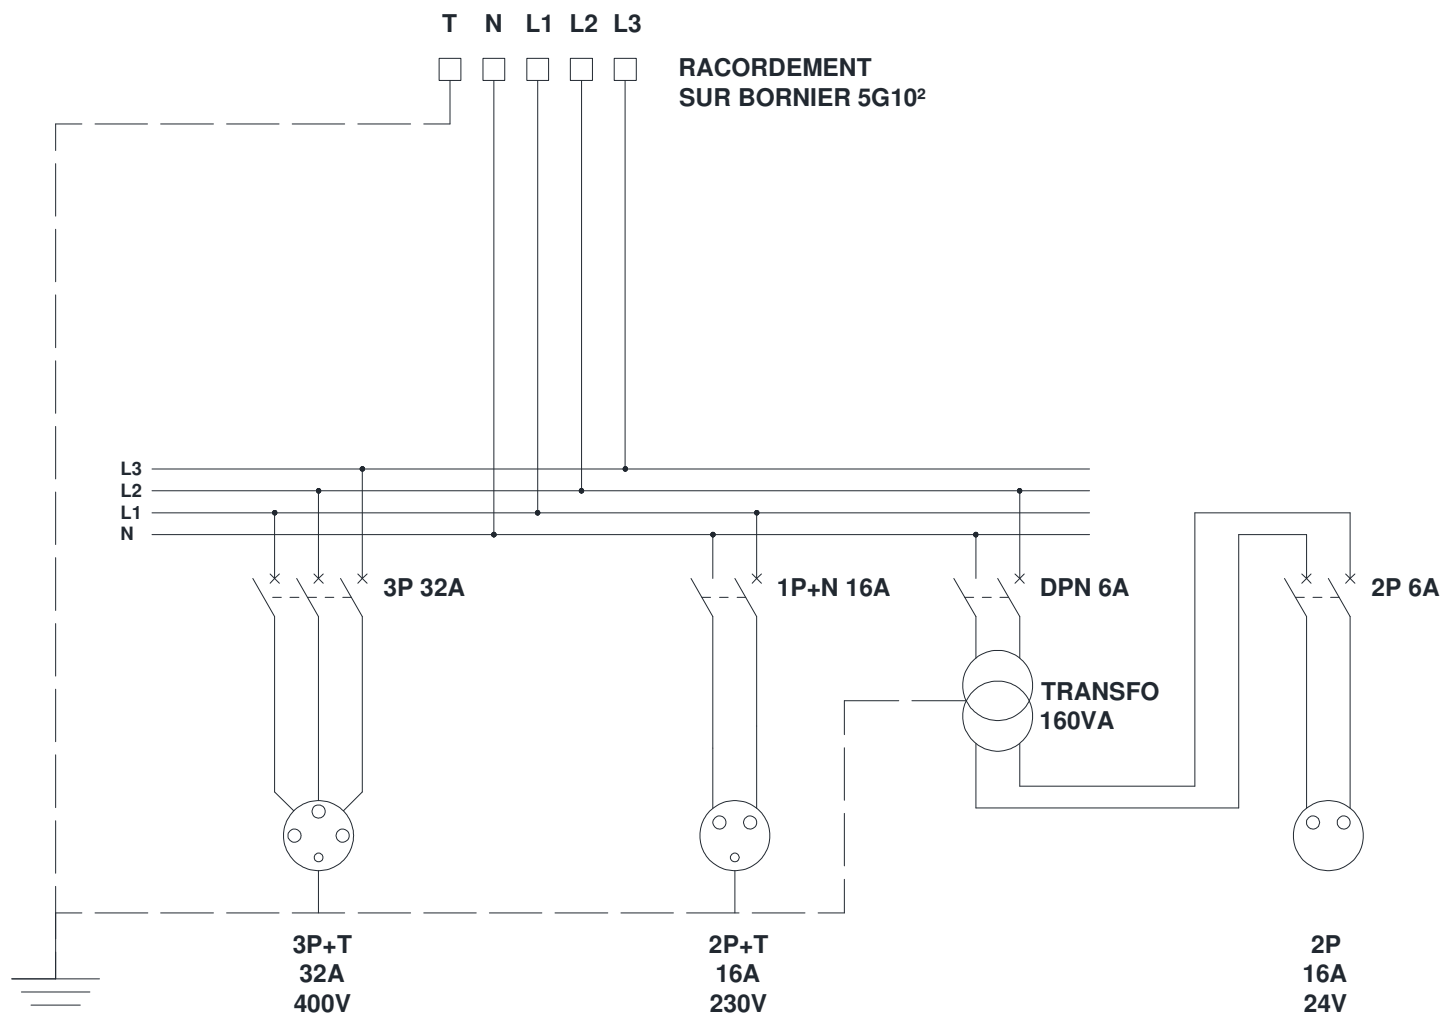 T N L1 L2 L3
RACORDEMENT
SUR BORNIER 5G10²
L3
L2
L1
N
3P 32A
1P+N 16A
DPN 6A
2P 6A
TRANSFO
160VA
3P+T
32A
400V
2P+T
16A
230V
2P
16A
24V